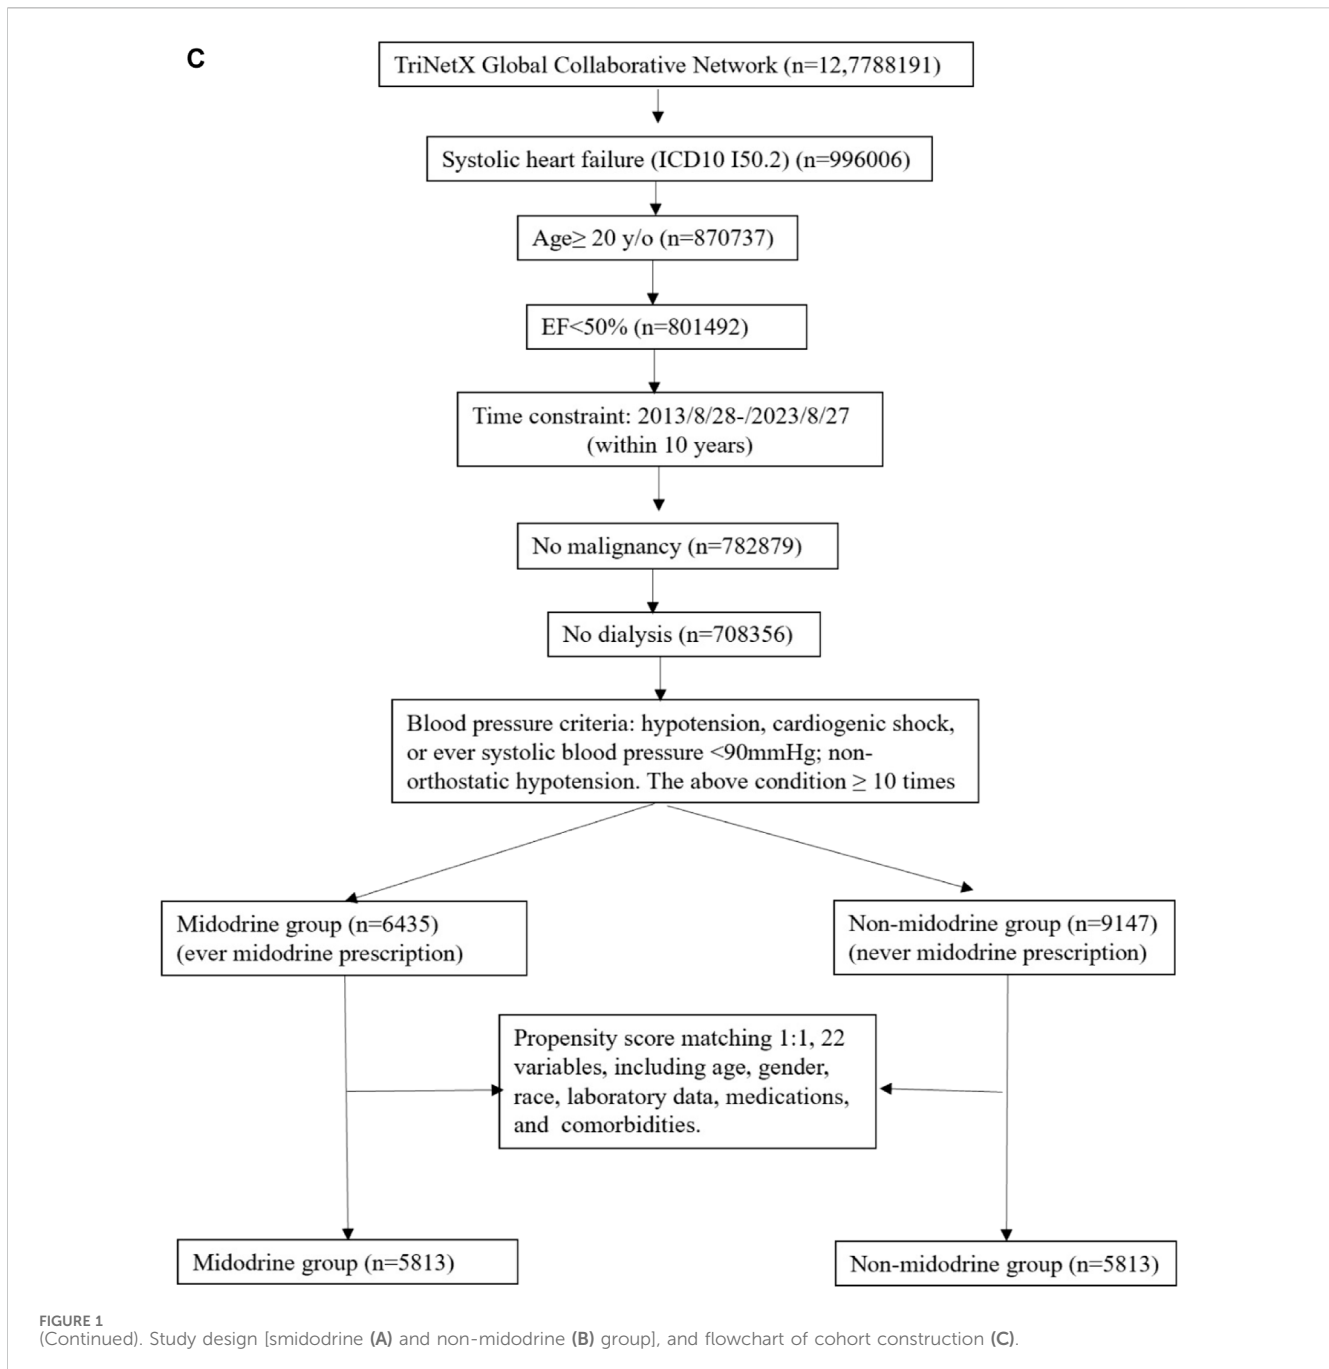 C
TriNetX Global Collaborative Network (n=12,7788191)
Systolic heart failure (ICD10 I50.2) (n=996006)
Age≥ 20 y/o (n=870737)
EF<50% (n=801492)
Time constraint: 2013/8/28-/2023/8/27
(within 10 years)
No malignancy (n=782879)
No dialysis (n=708356)
Blood pressure criteria: hypotension, cardiogenic shock,
or ever systolic blood pressure <90mmHg; non-
orthostatic hypotension. The above condition ≥ 10 times
Midodrine group (n=6435)
(ever midodrine prescription)
Non-midodrine group (n=9147)
(never midodrine prescription)
Propensity score matching 1:1, 22
variables, including age, gender,
race, laboratory data, medications,
and comorbidities.
Midodrine group (n=5813)
Non-midodrine group (n=5813)
FIGURE 1
(Continued). Study design [smidodrine (A) and non-midodrine (B) group], and flowchart of cohort construction (C).